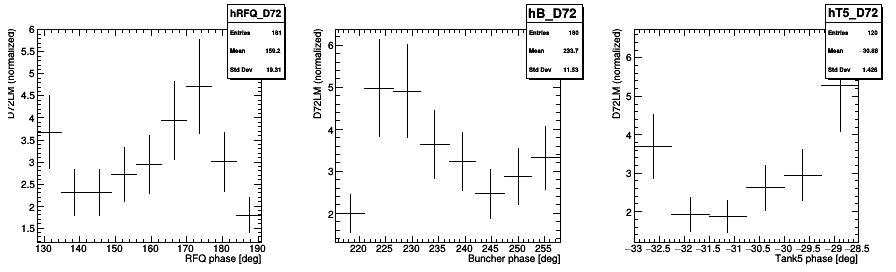 hRFQ_D72
Entries 181
Mean 159.2
Std Dev 19.31
D72LM (normalized)
6
5.5
5
4.5
4
3.5
3
2.5
2
1.5
130 140 150 160 170 180 190
RFQ phase [deg]
hB_D72
Entries 180
Mean 233.7
Std Dev 11.53
D72LM (normalized)
6
5
4
3
2
220 225 230 235 240 245 250 255
Buncher phase [deg]
hT5_D72
Entries 120
Mean -30.86
Std Dev 1.426
D72LM (normalized)
6
5
4
3
2
−33 −32.5 −32 −31.5 −31 −30.5 −30 −29.5 −29 −28.5
Tank5 phase [deg]